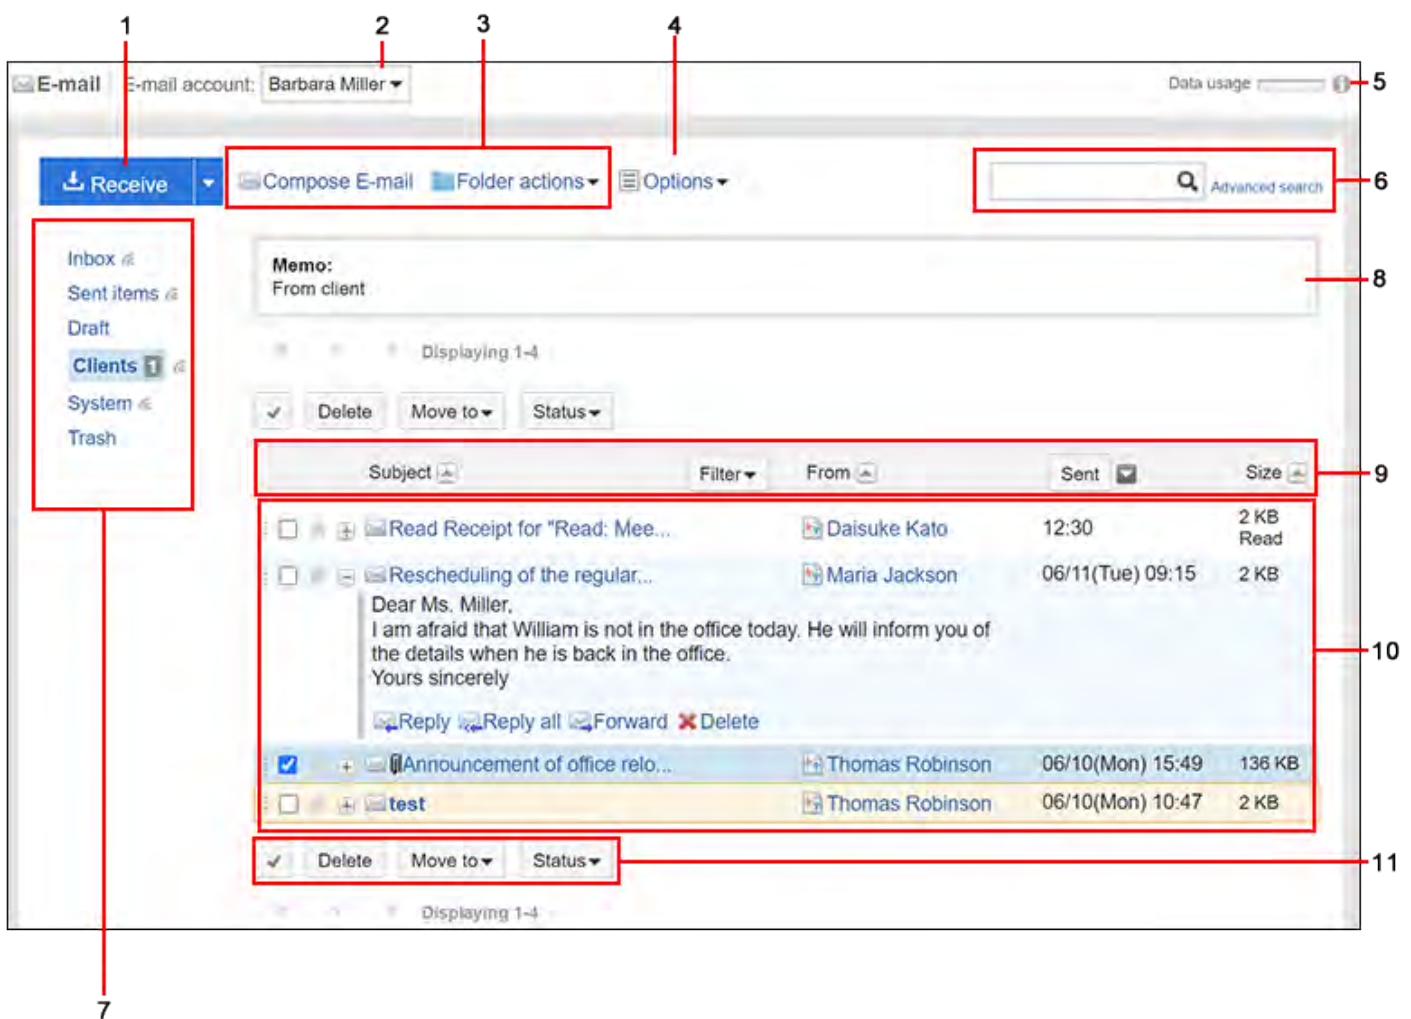 1 2 3 4
E-mail E-mail account: Barbara Miller Data usage 5
Receive Compose E-mail Folder actions Options Advanced search 6
Inbox
Sent items
Draft
Clients 1
System
Trash
7
Memo:
From client
8
Displaying 1-4
Delete Move to Status
Subject Filter From Sent Size 9
Read Receipt for "Read: Mee... Daisuke Kato 12:30 2 KB
Read
Rescheduling of the regular... Maria Jackson 06/11(Tue) 09:15 2 KB
Dear Ms. Miller,
I am afraid that William is not in the office today. He will inform you of
the details when he is back in the office.
Yours sincerely
10
Reply Reply all Forward Delete
Announcement of office relo... Thomas Robinson 06/10(Mon) 15:49 136 KB
test Thomas Robinson 06/10(Mon) 10:47 2 KB
Delete Move to Status 11
Displaying 1-4